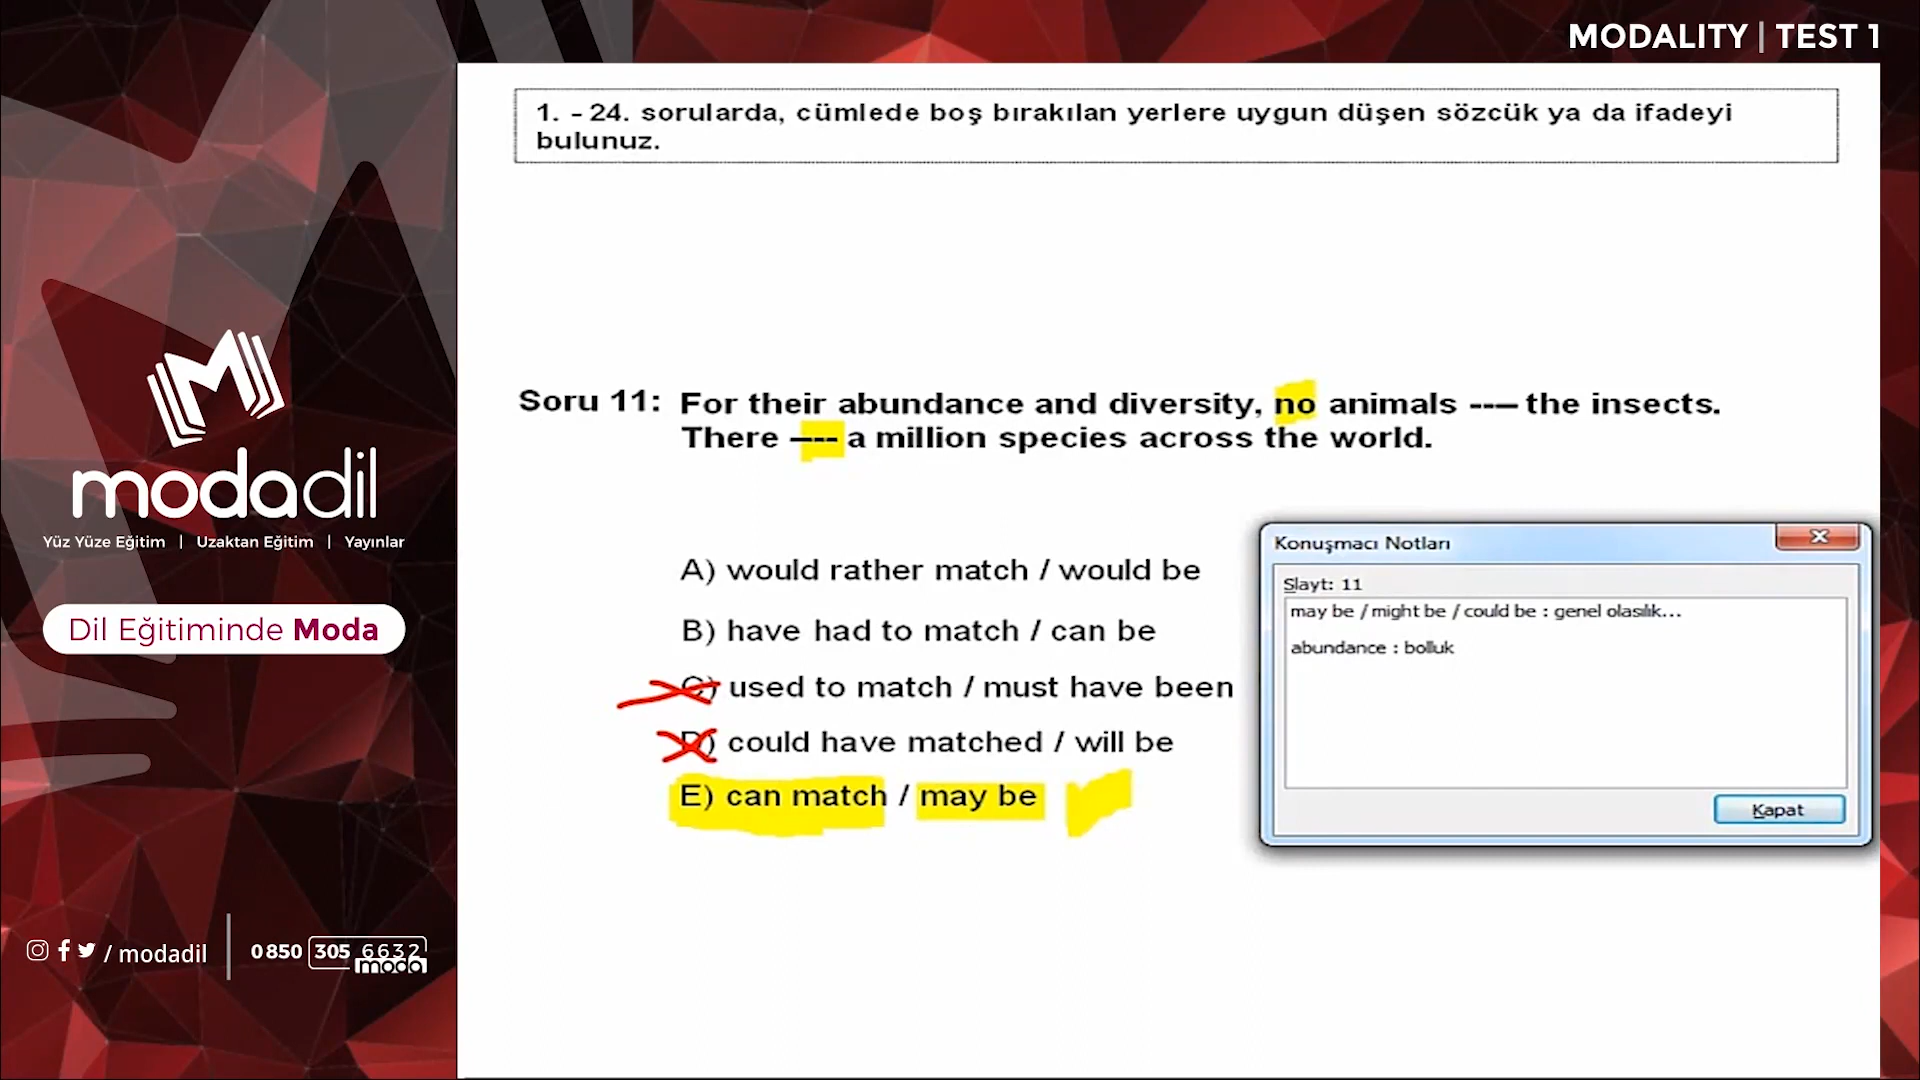 MODALITY | TEST 1
1. - 24. sorularda, cümlede boş bırakılan yerlere uygun düşen sözcük ya da ifadeyi
bulunuz.
Soru 11: For their abundance and diversity, no animals ---- the insects.
There ---- a million species across the world.
A) would rather match / would be
B) have had to match / can be
C) used to match / must have been
D) could have matched / will be
E) can match / may be
Konuşmacı Notları
Slayt: 11
may be / might be / could be : genel olasılık...
abundance : bolluk
Kapat
modadil
Yüz Yüze Eğitim | Uzaktan Eğitim | Yayınlar
Dil Eğitiminde Moda
/ modadil
0 850 305 6632
moda